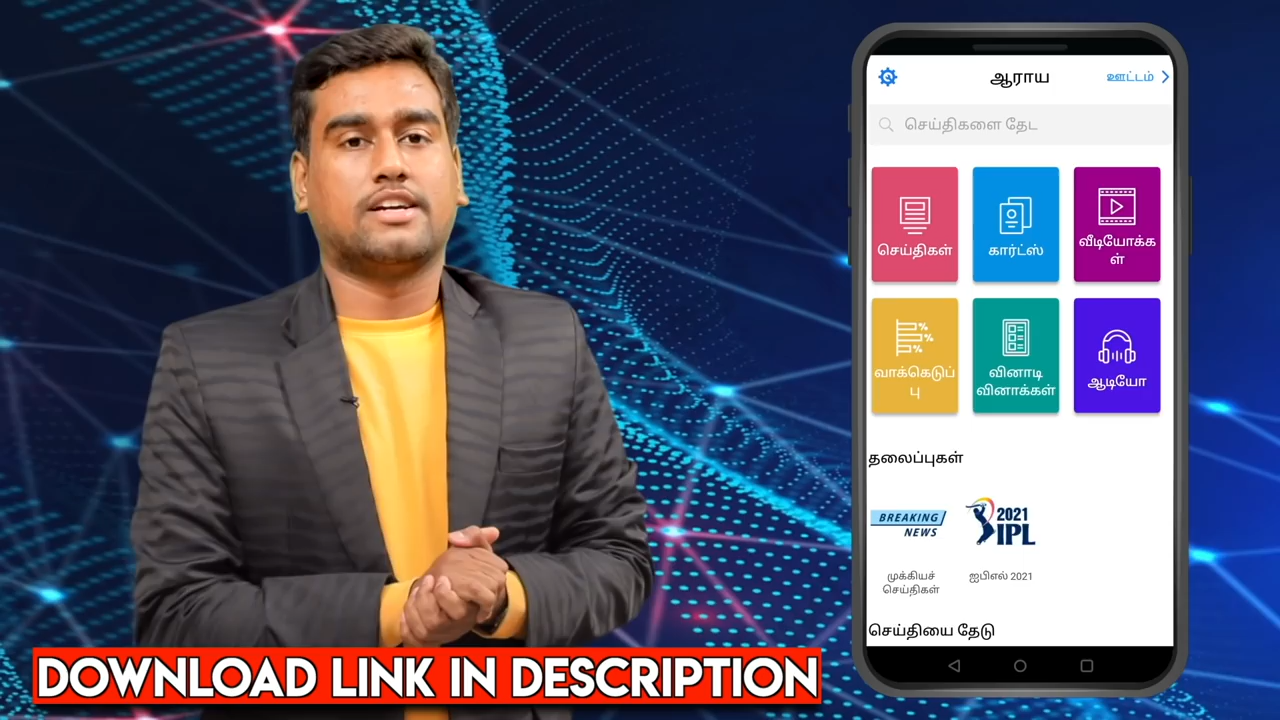 ஆராய
ஊட்டம்
செய்திகளை தேட
செய்திகள்
கார்ட்ஸ்
வீடியோக்க
ள்
வாக்கெடுப்
பு
வினாடி
வினாக்கள்
ஆடியோ
தலைப்புகள்
BREAKING
NEWS
2021
IPL
முக்கியச்
செய்திகள்
ஐபிஎல் 2021
செய்தியை தேடு
DOWNLOAD LINK IN DESCRIPTION